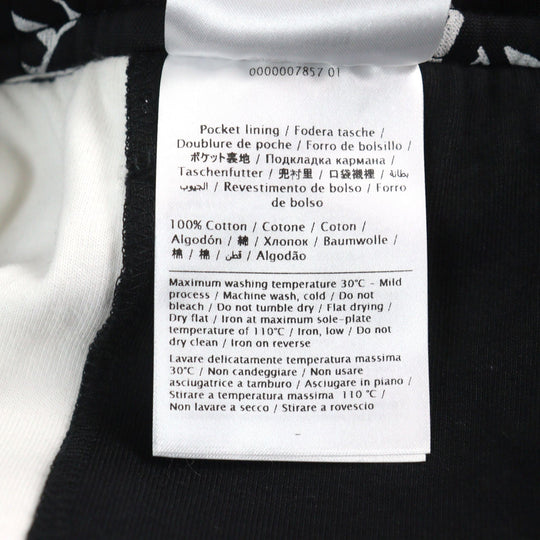 0000007857 01
Pocket lining / Fodera tasche /
Doublure de poche / Forro de bolsillo /
ポケット裏地 / Подкладка кармана /
Taschenfutter / 兜衬里 / 口袋襯裡 / بطانة
الجيوب / Revestimento de bolso / Forro
de bolso
100% Cotton / Cotone / Coton /
Algodón / 綿 / Хлопок / Baumwolle /
棉 / 棉 / قطن / Algodão
Maximum washing temperature 30°C - Mild
process / Machine wash, cold / Do not
bleach / Do not tumble dry / Flat drying /
Dry flat / Iron at maximum sole-plate
temperature of 110°C / Iron, low / Do not
dry clean / Iron on reverse
Lavare delicatamente temperatura massima
30°C / Non candeggiare / Non usare
asciugatrice a tamburo / Asciugare in piano /
Stirare a temperatura massima 110 °C /
Non lavare a secco / Stirare a rovescio